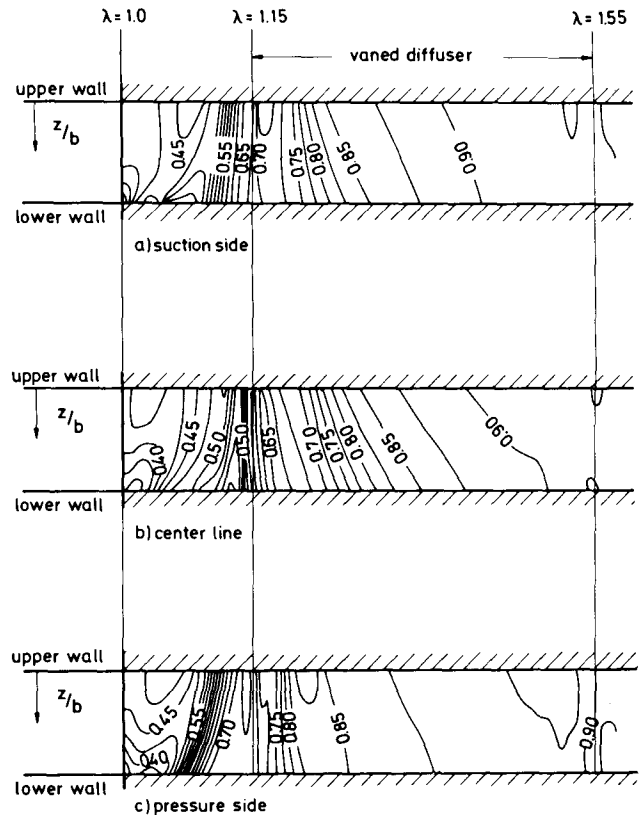 λ=1.0 λ=1.15 λ=1.55
vaned diffuser
upper wall
z/b
0.45 0.55 0.65 0.70 0.75 0.80 0.85 0.90
lower wall
a) suction side
upper wall
z/b
0.40 0.45 0.50 0.50 0.65 0.70 0.75 0.80 0.85 0.90
lower wall
b) center line
upper wall
z/b
0.40 0.45 0.55 0.70 0.75 0.80 0.85 0.90
lower wall
c) pressure side